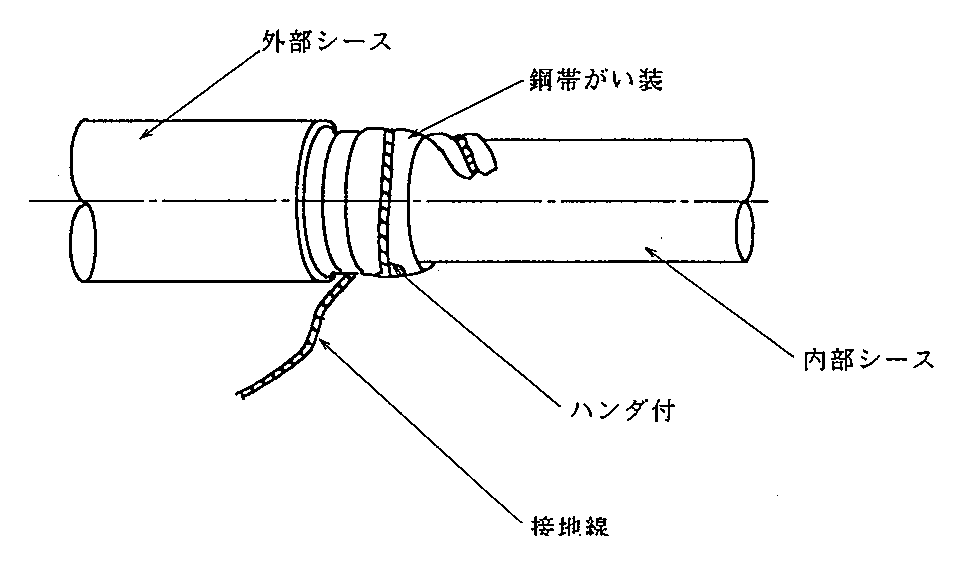 外部シース
鋼帯がい装
内部シース
ハンダ付
接地線